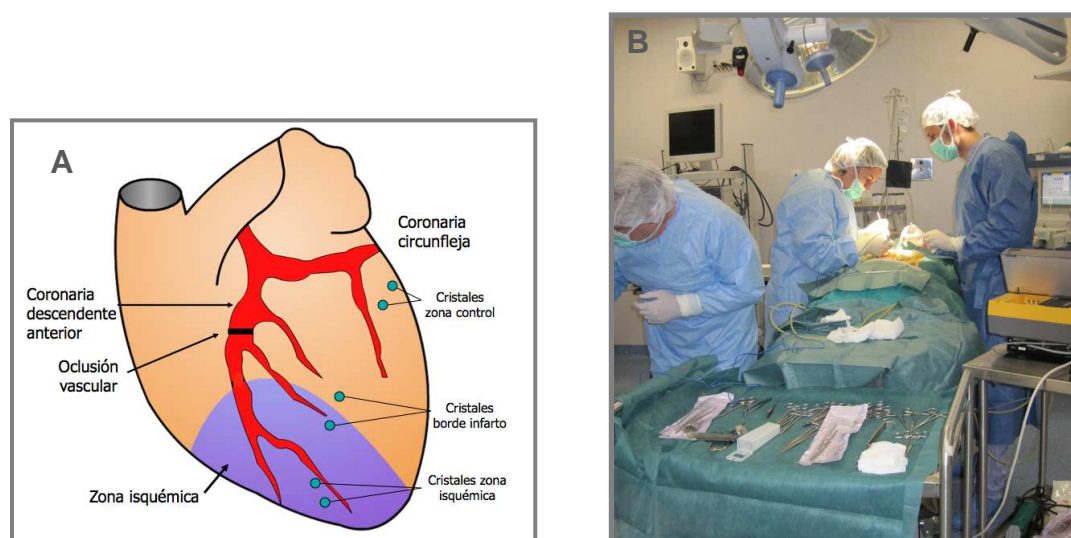 A
Coronaria
circunfleja
Coronaria
descendente
anterior
Cristales
zona control
Oclusión
vascular
Cristales
borde infarto
Cristales zona
isquémica
Zona isquémica
B